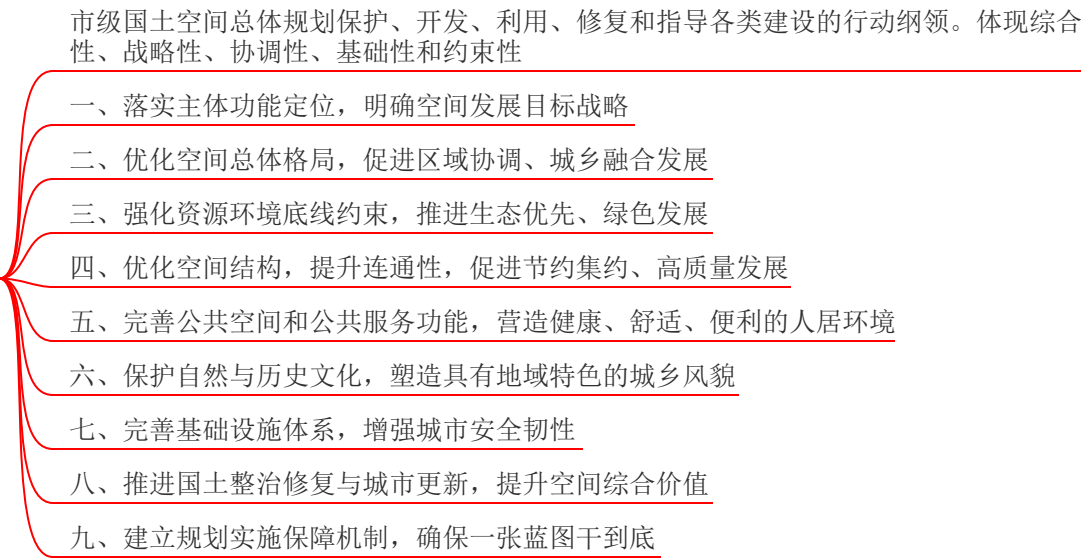 市级国土空间总体规划保护、开发、利用、修复和指导各类建设的行动纲领。体现综合
性、战略性、协调性、基础性和约束性
一、落实主体功能定位，明确空间发展目标战略
二、优化空间总体格局，促进区域协调、城乡融合发展
三、强化资源环境底线约束，推进生态优先、绿色发展
四、优化空间结构，提升连通性，促进节约集约、高质量发展
五、完善公共空间和公共服务功能，营造健康、舒适、便利的人居环境
六、保护自然与历史文化，塑造具有地域特色的城乡风貌
七、完善基础设施体系，增强城市安全韧性
八、推进国土整治修复与城市更新，提升空间综合价值
九、建立规划实施保障机制，确保一张蓝图干到底